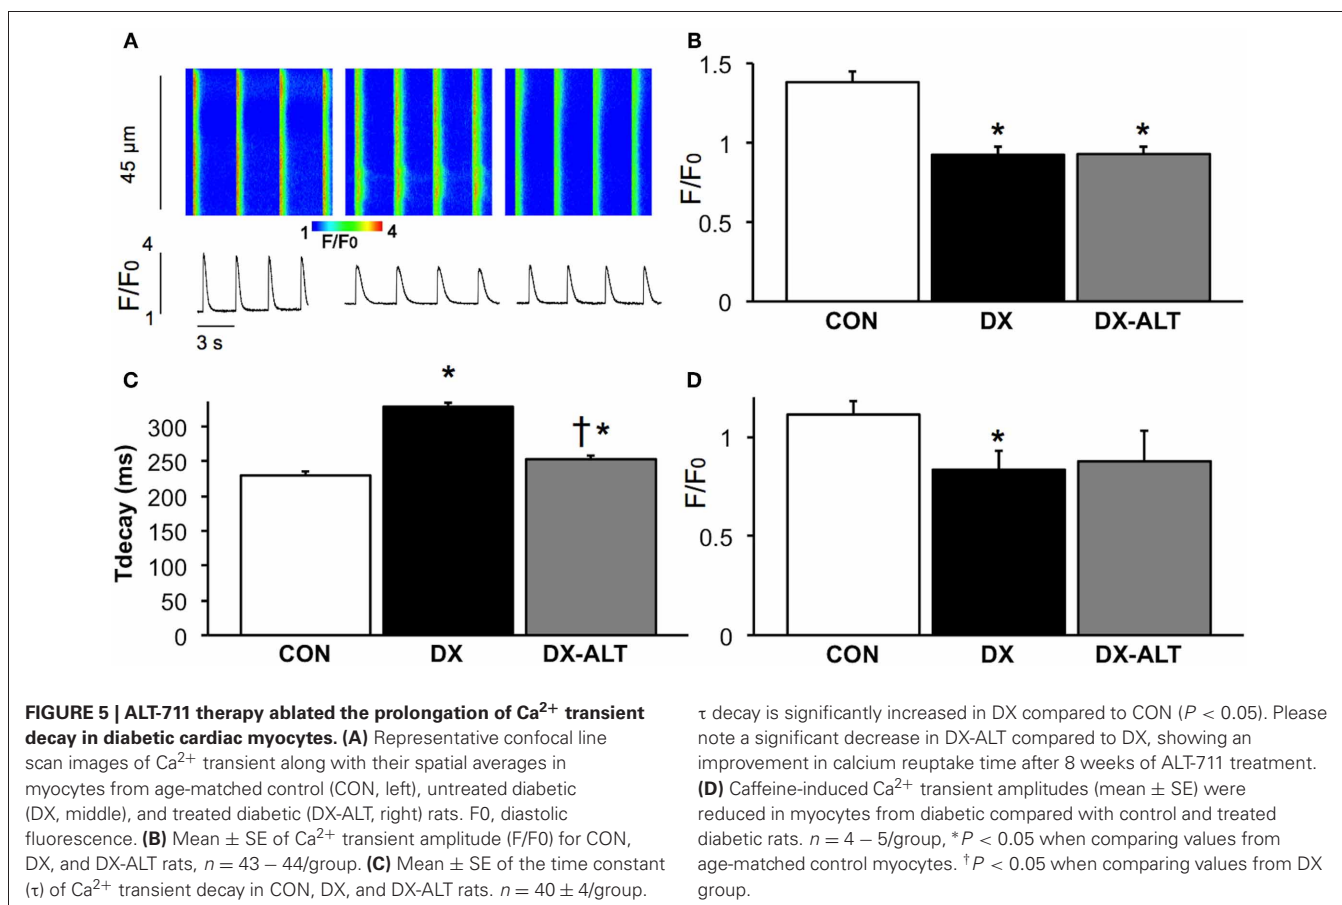 A
45 µm
1
F/F0
4
4
F/F0
1
3 s
B
1.5
1
0.5
0
F/F0
*
*
CON DX DX-ALT
C
300
250
200
150
100
50
0
Tdecay (ms)
*
†*
CON DX DX-ALT
D
1
0.5
0
F/F0
*
CON DX DX-ALT
FIGURE 5 | ALT-711 therapy ablated the prolongation of Ca2+ transient
decay in diabetic cardiac myocytes. (A) Representative confocal line
scan images of Ca2+ transient along with their spatial averages in
myocytes from age-matched control (CON, left), untreated diabetic
(DX, middle), and treated diabetic (DX-ALT, right) rats. F0, diastolic
fluorescence. (B) Mean ± SE of Ca2+ transient amplitude (F/F0) for CON,
DX, and DX-ALT rats, n = 43 − 44/group. (C) Mean ± SE of the time constant
(τ) of Ca2+ transient decay in CON, DX, and DX-ALT rats. n = 40 ± 4/group.
τ decay is significantly increased in DX compared to CON (P < 0.05). Please
note a significant decrease in DX-ALT compared to DX, showing an
improvement in calcium reuptake time after 8 weeks of ALT-711 treatment.
(D) Caffeine-induced Ca2+ transient amplitudes (mean ± SE) were
reduced in myocytes from diabetic compared with control and treated
diabetic rats. n = 4 − 5/group, *P < 0.05 when comparing values from
age-matched control myocytes. †P < 0.05 when comparing values from DX
group.